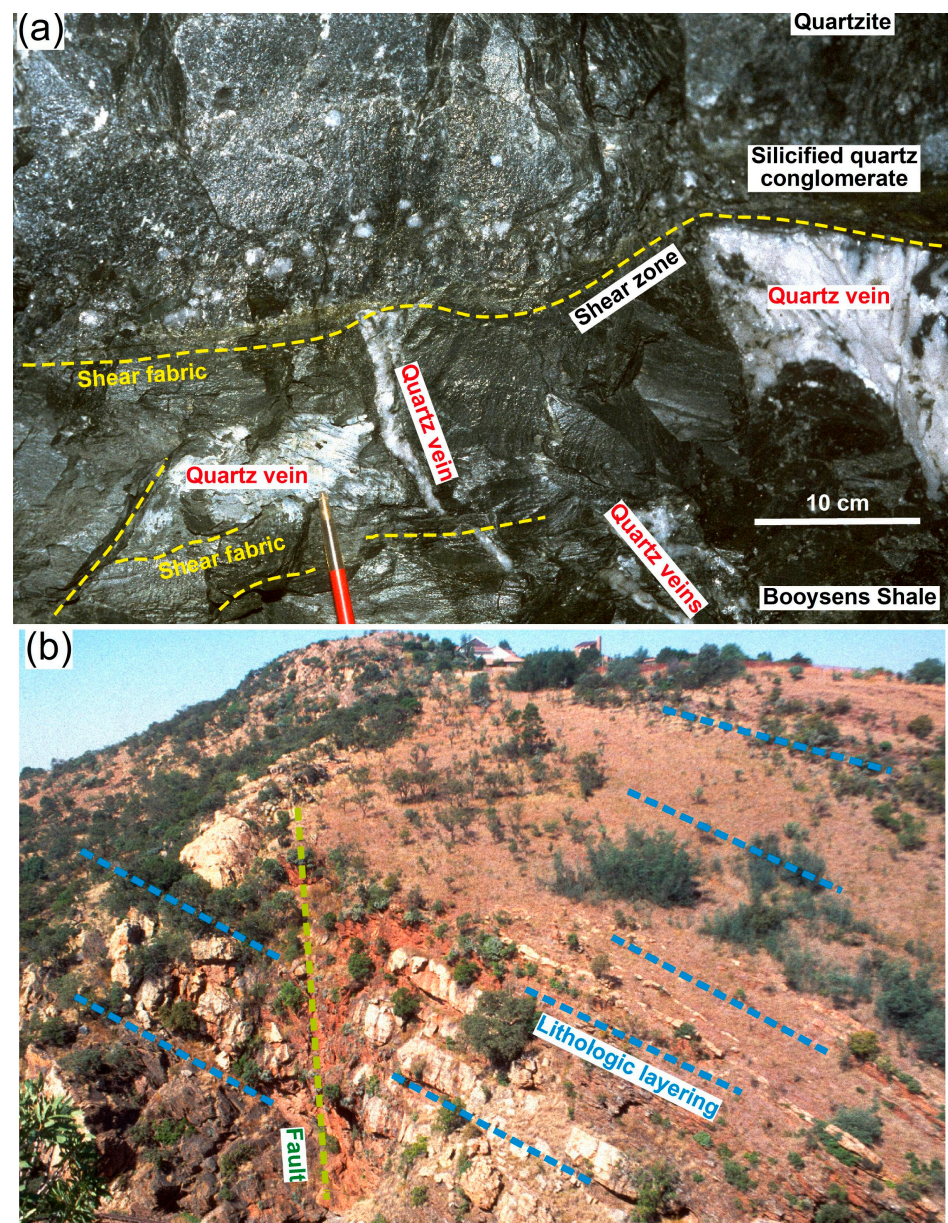 (a)
Quartzite
Silicified quartz
conglomerate
Shear zone
Quartz vein
Shear fabric
Quartz vein
Quartz vein
10 cm
Shear fabric
Quartz veins
Booysens Shale
(b)
Lithologic layering
Fault